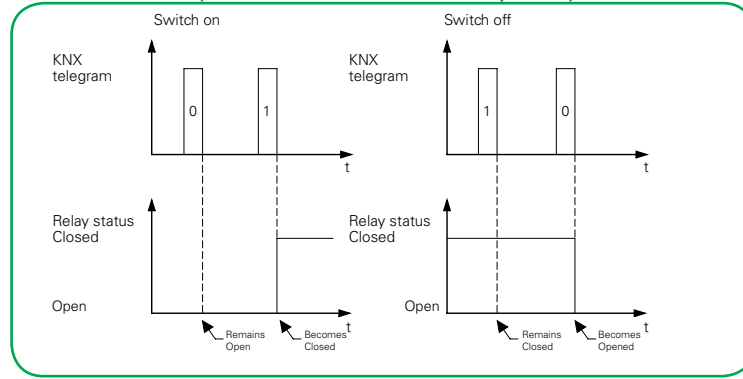 Switch on
KNX
telegram
0
1
t
Relay status
Closed
Open
t
Remains
Open
Becomes
Closed
Switch off
KNX
telegram
1
0
t
Relay status
Closed
Open
t
Remains
Closed
Becomes
Opened